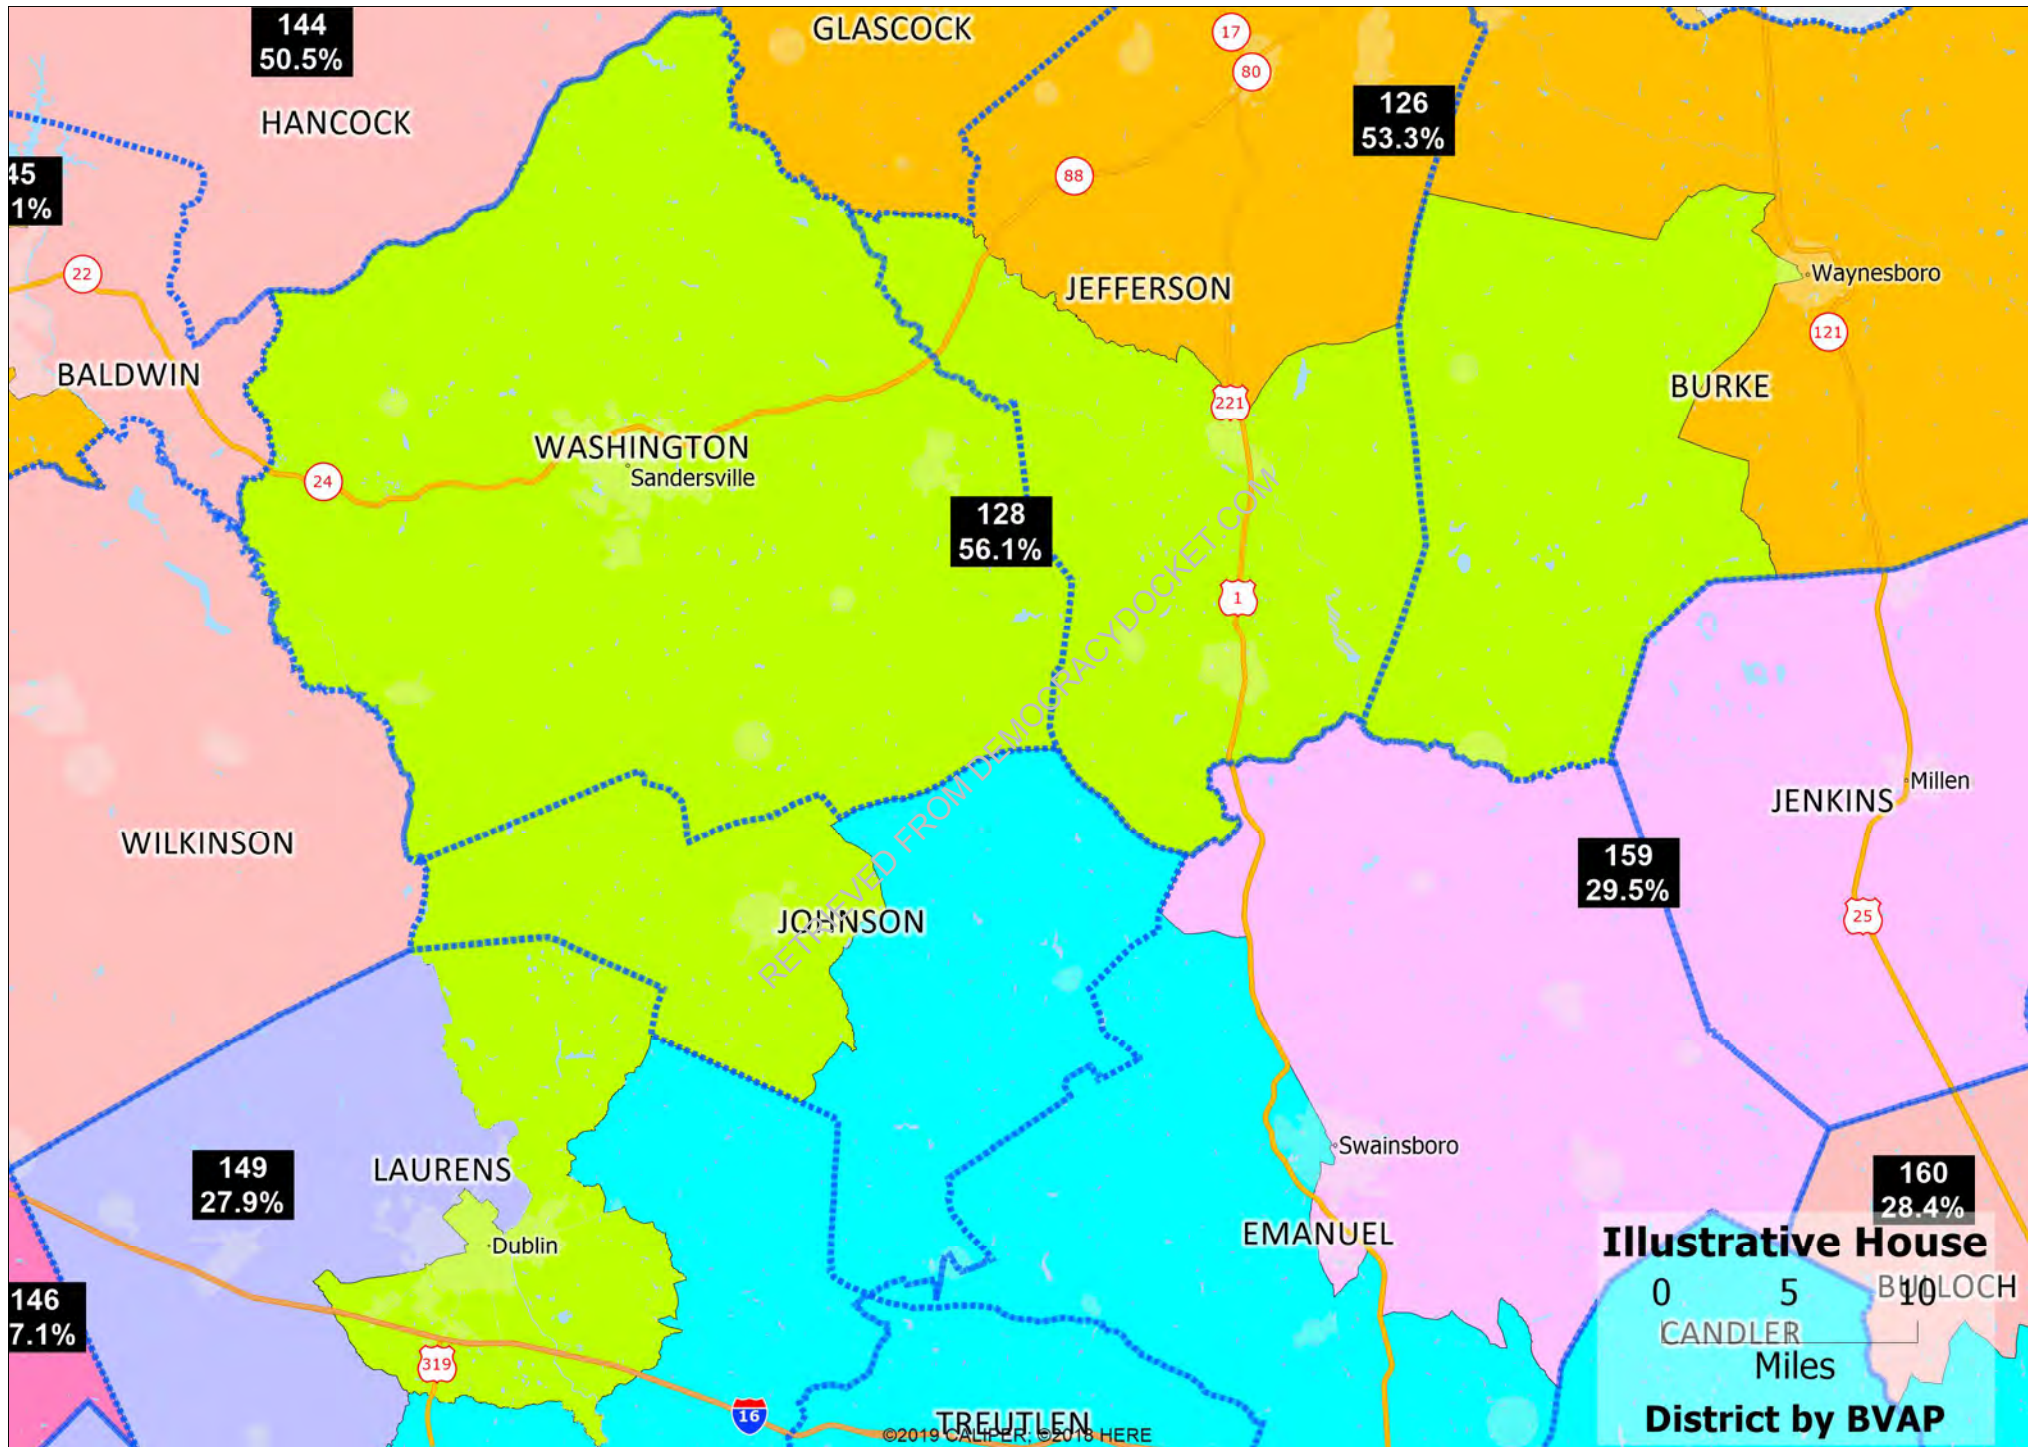 144
50.5%
GLASCOCK
17
80
HANCOCK
126
53.3%
88
45
1%
22
JEFFERSON
Waynesboro
121
BALDWIN
BURKE
221
WASHINGTON
Sandersville
24
128
56.1%
1
RETRIEVED FROM DEMOCRACYDOCKET.COM
Millen
JENKINS
WILKINSON
159
29.5%
JOHNSON
25
Swainsboro
149
27.9%
LAURENS
160
28.4%
EMANUEL
Dublin
Illustrative House
0 5 10
BULLOCH
CANDLER
Miles
146
7.1%
319
16
TREUTLEN
District by BVAP
©2019 CALIPER; ©2018 HERE